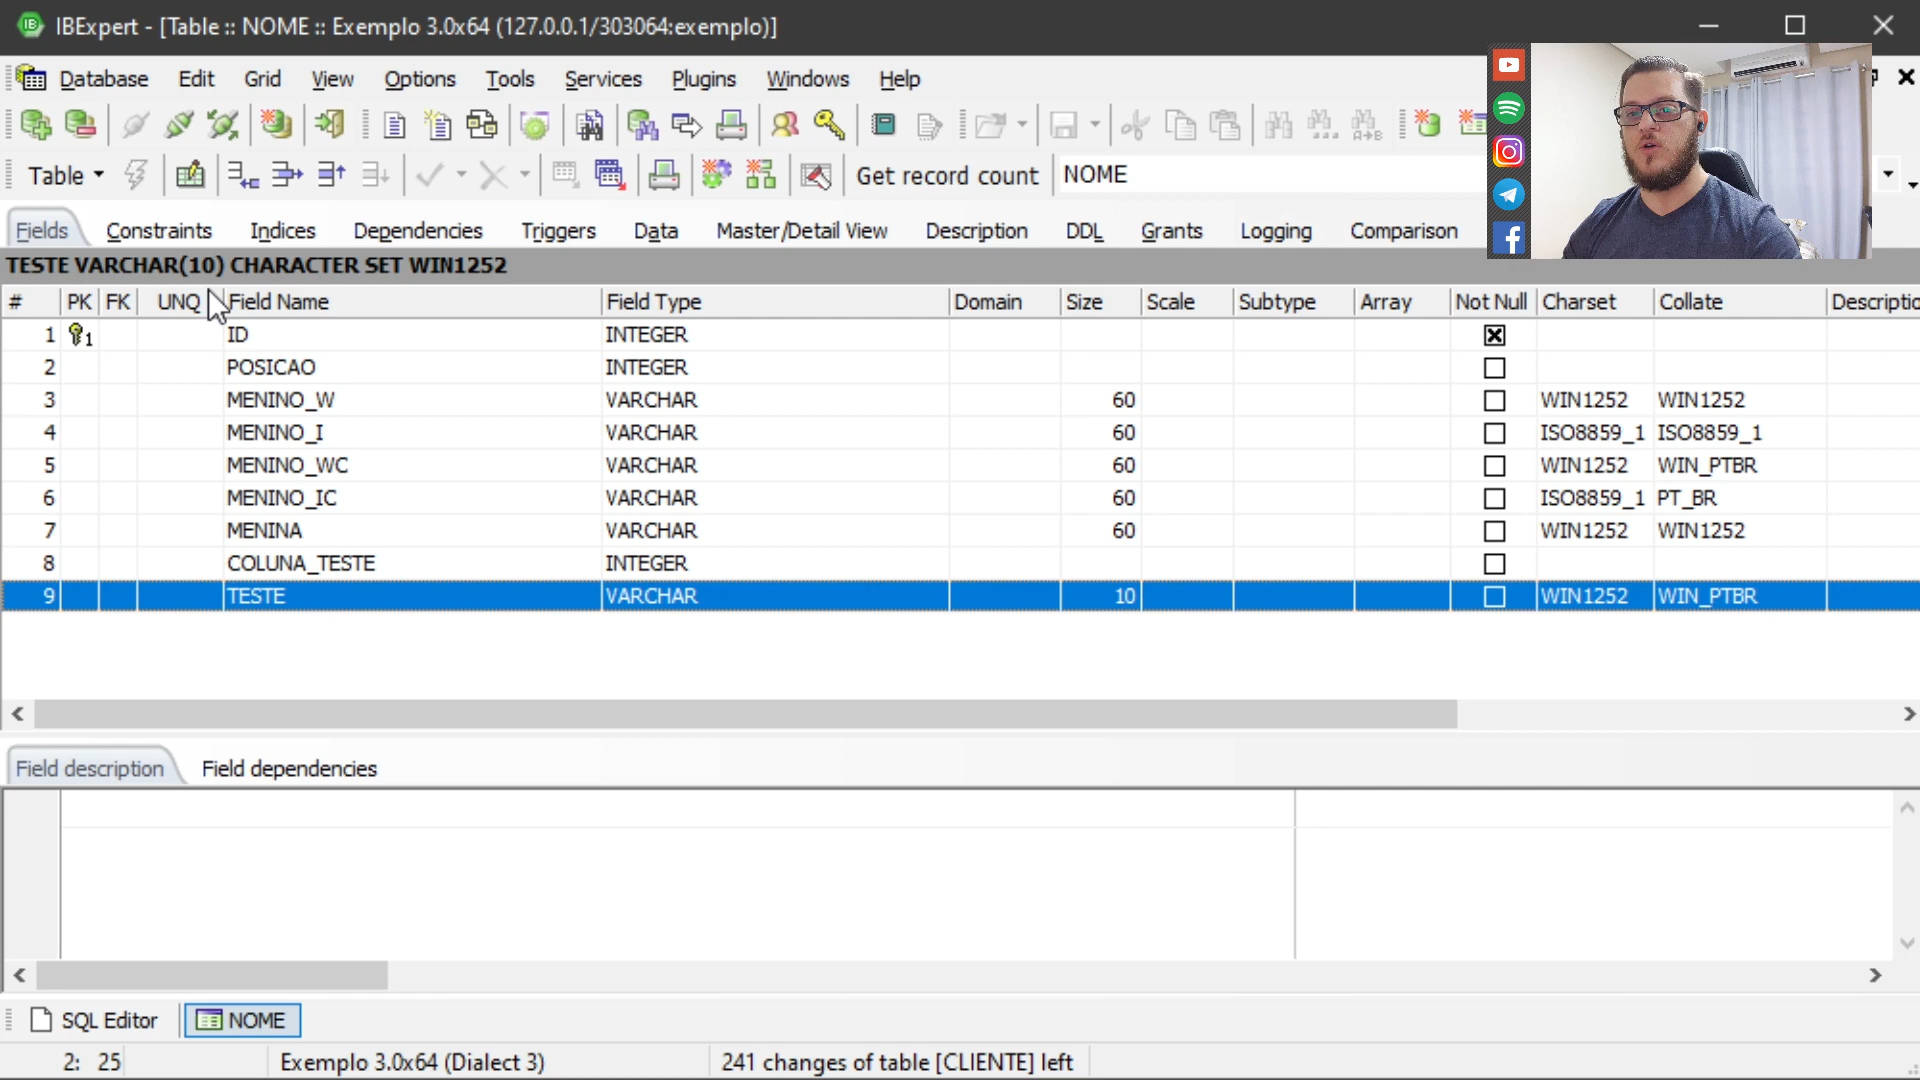 IBExpert - [Table :: NOME :: Exemplo 3.0x64 (127.0.0.1/303064:exemplo)]
Database Edit Grid View Options Tools Services Plugins Windows Help
Table Get record count NOME
Fields Constraints Indices Dependencies Triggers Data Master/Detail View Description DDL Grants Logging Comparison
TESTE VARCHAR(10) CHARACTER SET WIN1252
# PK FK UNQ Field Name Field Type Domain Size Scale Subtype Array Not Null Charset Collate Descriptio
1 1 ID INTEGER
2 POSICAO INTEGER
3 MENINO_W VARCHAR 60 WIN1252 WIN1252
4 MENINO_I VARCHAR 60 ISO8859_1 ISO8859_1
5 MENINO_WC VARCHAR 60 WIN1252 WIN_PTBR
6 MENINO_IC VARCHAR 60 ISO8859_1 PT_BR
7 MENINA VARCHAR 60 WIN1252 WIN1252
8 COLUNA_TESTE INTEGER
9 TESTE VARCHAR 10 WIN1252 WIN_PTBR
Field description Field dependencies
SQL Editor NOME
2: 25 Exemplo 3.0x64 (Dialect 3) 241 changes of table [CLIENTE] left